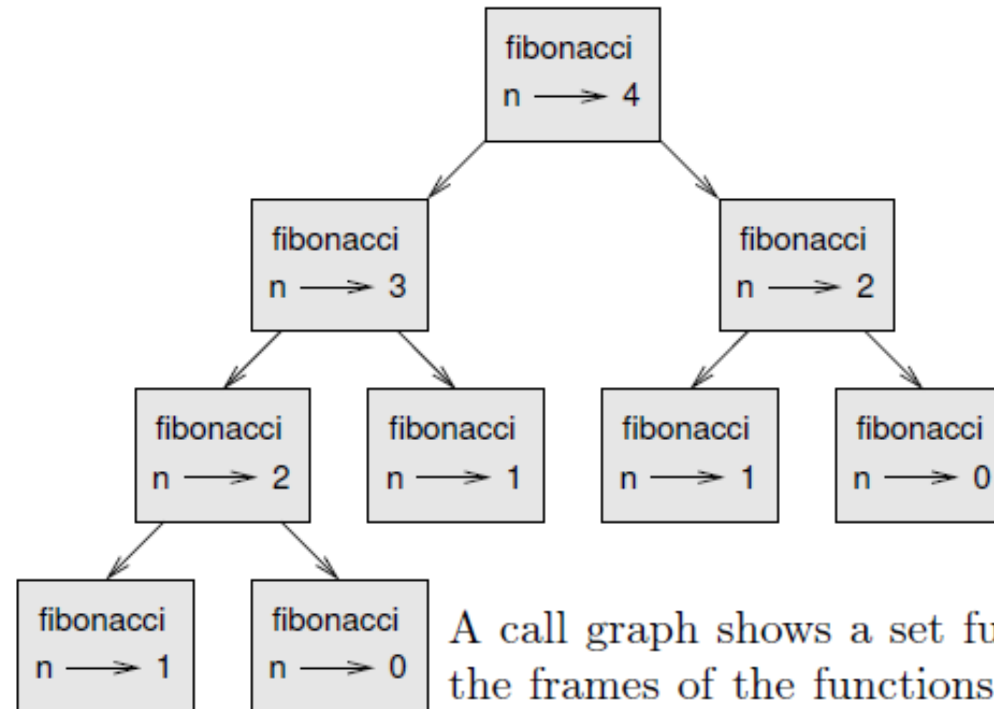 fibonacci
n 4
fibonacci
n 3
fibonacci
n 2
fibonacci
n 2
fibonacci
n 1
fibonacci
n 1
fibonacci
n 0
fibonacci
n 1
fibonacci
n 0
A call graph shows a set
the frames of the functions